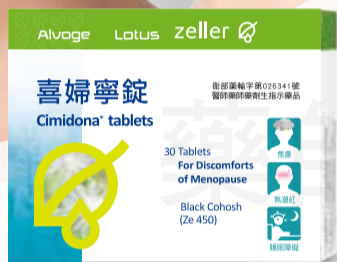 Alvoge Lotus zeller
喜婦寧錠
衛部藥輸字第026341號
醫師藥師藥劑生指示藥品
Cimidona® tablets
30 Tablets
For Discomforts
of Menopause
Black Cohosh
(Ze 450)
焦慮
熱潮紅
睡眠障礙